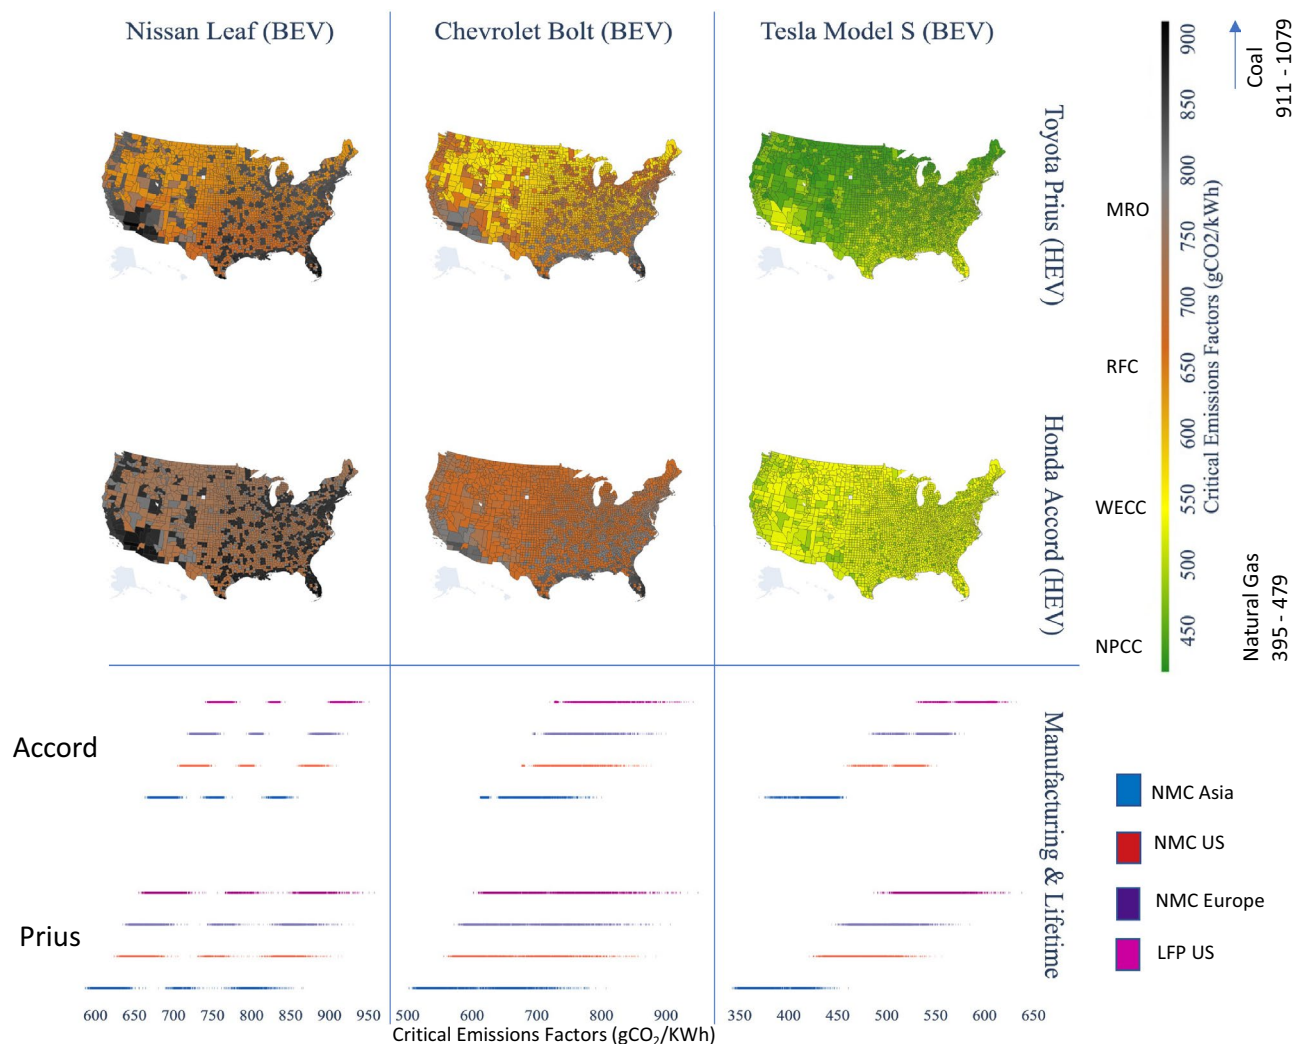 Nissan Leaf (BEV)
Chevrolet Bolt (BEV)
Tesla Model S (BEV)
Toyota Prius (HEV)
Honda Accord (HEV)
Manufacturing & Lifetime
MRO
RFC
WECC
NPCC
900
850
800
750
700
650
600
550
500
450
Critical Emissions Factors (gCO2/kWh)
Coal
911 - 1079
Natural Gas
395 - 479
Accord
Prius
NMC Asia
NMC US
NMC Europe
LFP US
600 650 700 750 800 850 900 950
500 600 700 800 900
350 400 450 500 550 600 650
Critical Emissions Factors (gCO₂/KWh)